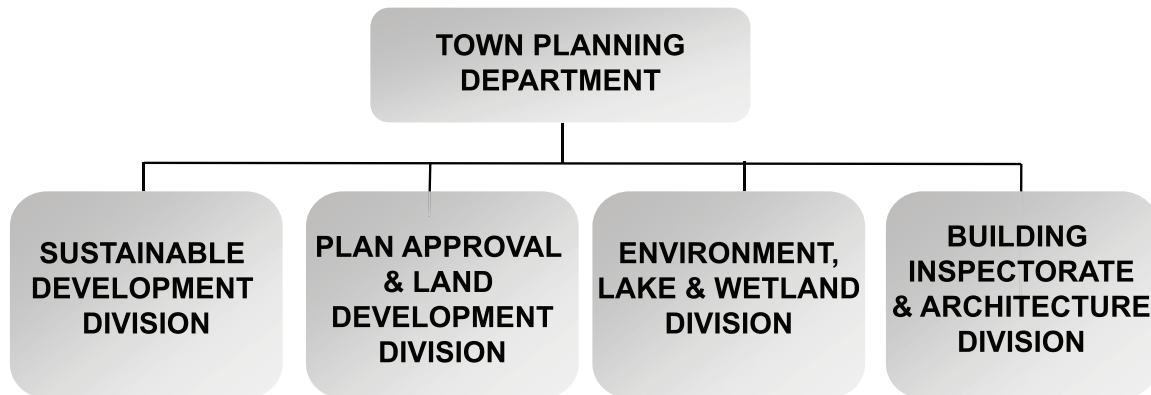 TOWN PLANNING
DEPARTMENT
SUSTAINABLE
DEVELOPMENT
DIVISION
PLAN APPROVAL
& LAND
DEVELOPMENT
DIVISION
ENVIRONMENT,
LAKE & WETLAND
DIVISION
BUILDING
INSPECTORATE
& ARCHITECTURE
DIVISION